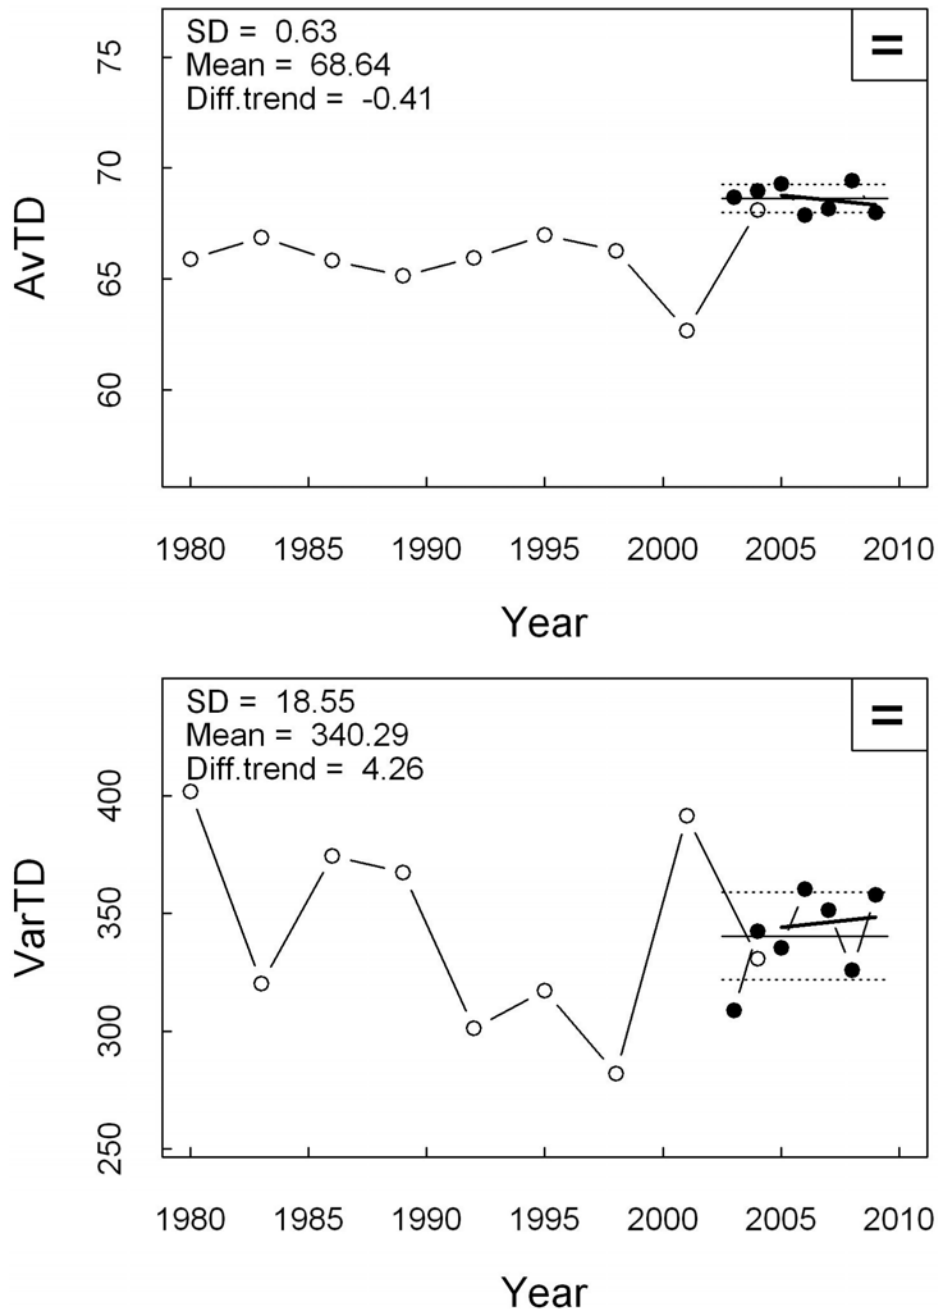 SD = 0.63
Mean = 68.64
Diff.trend = -0.41
=
75
70
65
60
AvTD
1980 1985 1990 1995 2000 2005 2010
Year
SD = 18.55
Mean = 340.29
Diff.trend = 4.26
=
400
350
300
250
VarTD
1980 1985 1990 1995 2000 2005 2010
Year